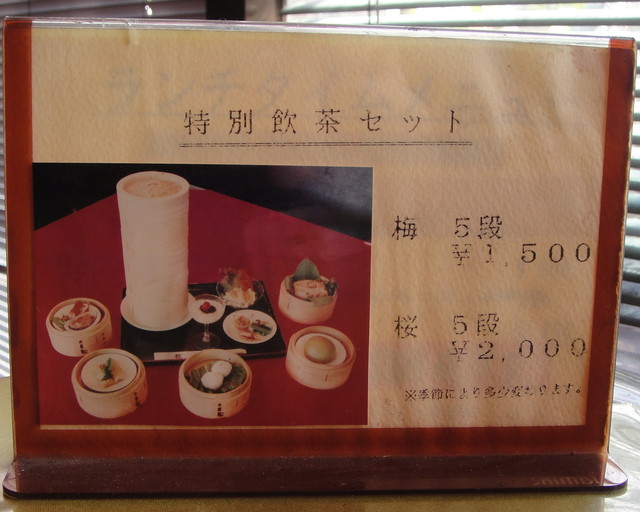 特別飲茶セット
梅 5段
¥1,500
桜 5段
¥2,000
※季節により多少変わります。